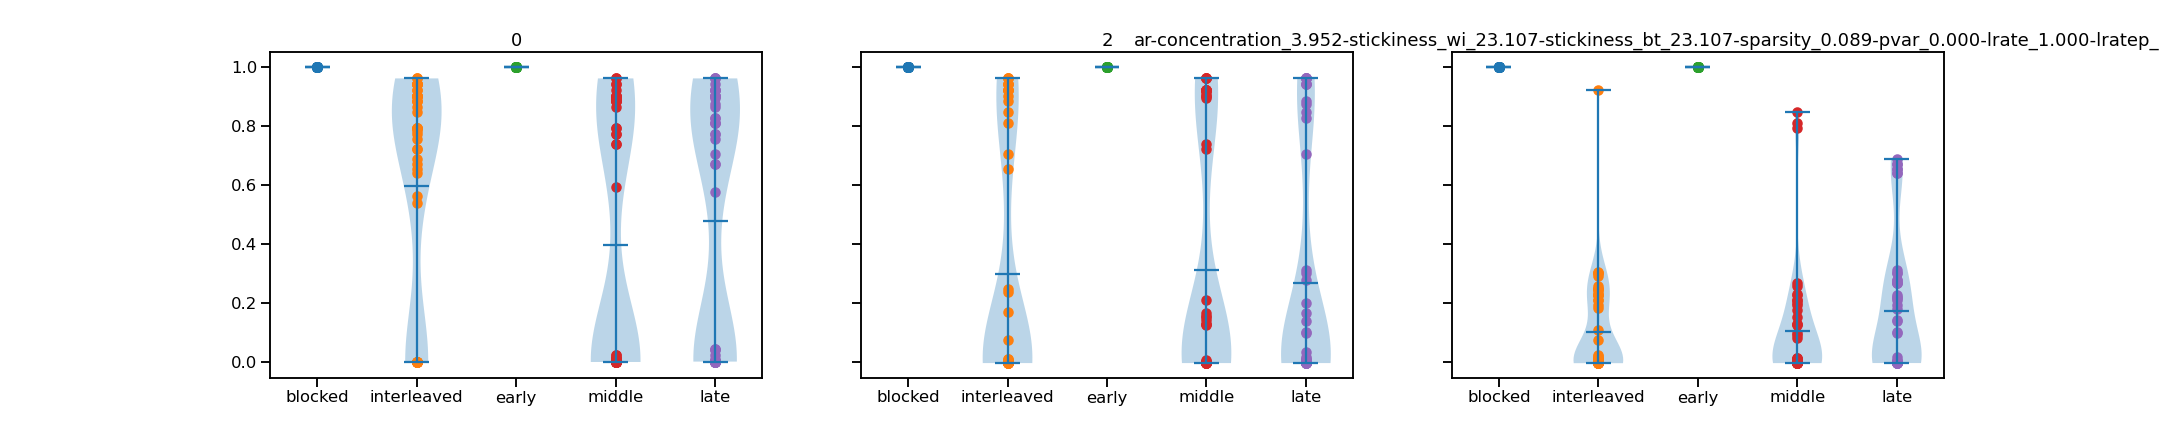 0
2 ar-concentration_3.952-stickiness_wi_23.107-stickiness_bt_23.107-sparsity_0.089-pvar_0.000-lrate_1.000-lratep_
1.0
0.8
0.6
0.4
0.2
0.0
blocked interleaved early middle late
blocked interleaved early middle late
blocked interleaved early middle late